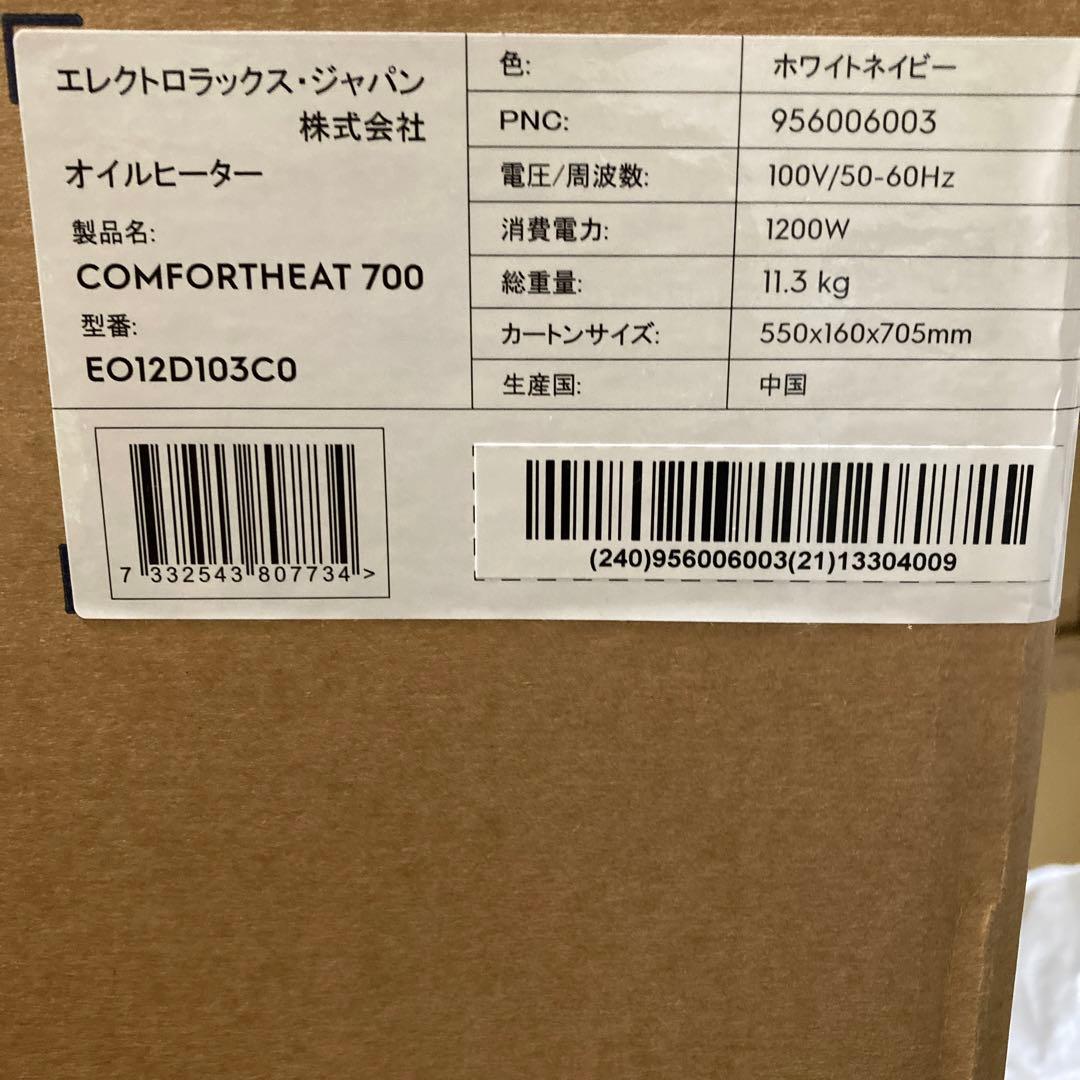 エレクトロラックス・ジャパン
株式会社
オイルヒーター
製品名:
COMFORTHEAT 700
型番:
EO12D103C0
色: ホワイトネイビー
PNC: 956006003
電圧/周波数: 100V/50-60Hz
消費電力: 1200W
総重量: 11.3 kg
カートンサイズ: 550x160x705mm
生産国: 中国
7 332543 807734 >
(240)956006003(21)13304009